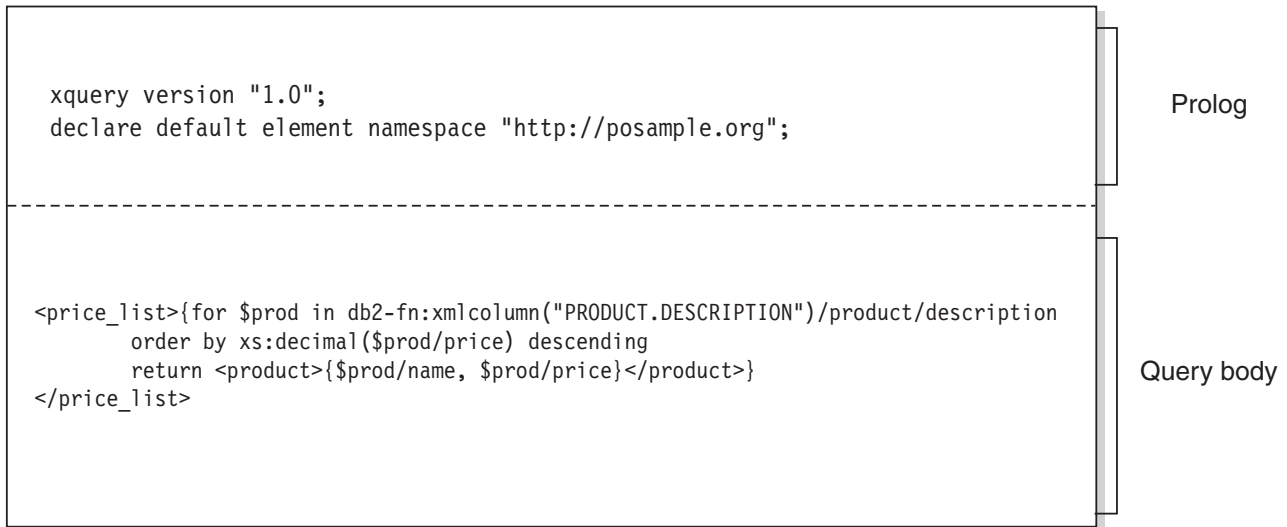 xquery version "1.0";
declare default element namespace "http://posample.org";
Prolog
<price_list>{for $prod in db2-fn:xmlcolumn("PRODUCT.DESCRIPTION")/product/description
order by xs:decimal($prod/price) descending
return <product>{$prod/name, $prod/price}</product>}
</price_list>
Query body